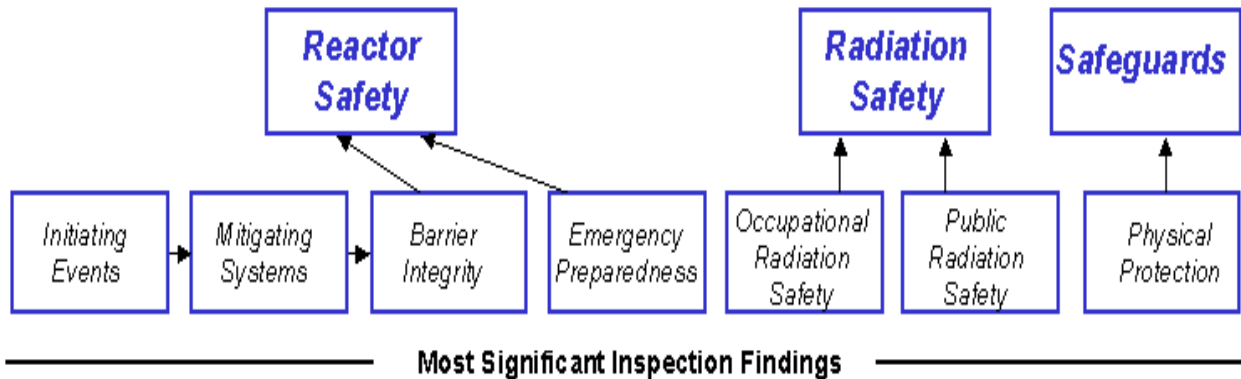 Reactor
Safety
Radiation
Safety
Safeguards
Initiating
Events
Mitigating
Systems
Barrier
Integrity
Emergency
Preparedness
Occupational
Radiation
Safety
Public
Radiation
Safety
Physical
Protection
Most Significant Inspection Findings